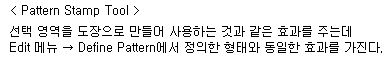 < Pattern Stamp Tool >
선택 영역을 도장으로 만들어 사용하는 것과 같은 효과를 주는데
Edit 메뉴 → Define Pattern에서 정의한 형태와 동일한 효과를 가진다.